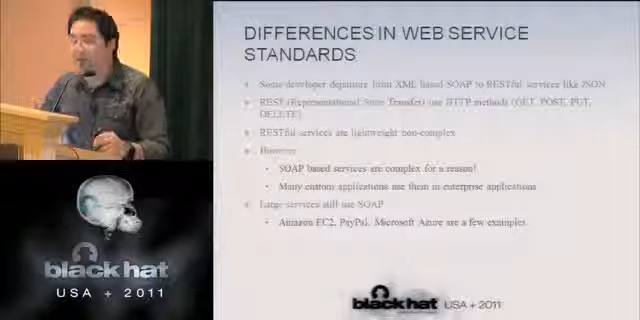 DIFFERENCES IN WEB SERVICE
STANDARDS
Some developer departure from XML based SOAP to RESTful services like JSON
REST (Representational State Transfer) use HTTP methods (GET, POST, PUT,
DELETE)
RESTful services are lightweight non-complex
However
SOAP based services are complex for a reason!
Many custom applications use them in enterprise applications
Large services still use SOAP
Amazon EC2, PayPal, Microsoft Azure are a few examples
black hat
USA + 2011
black hat USA + 2011